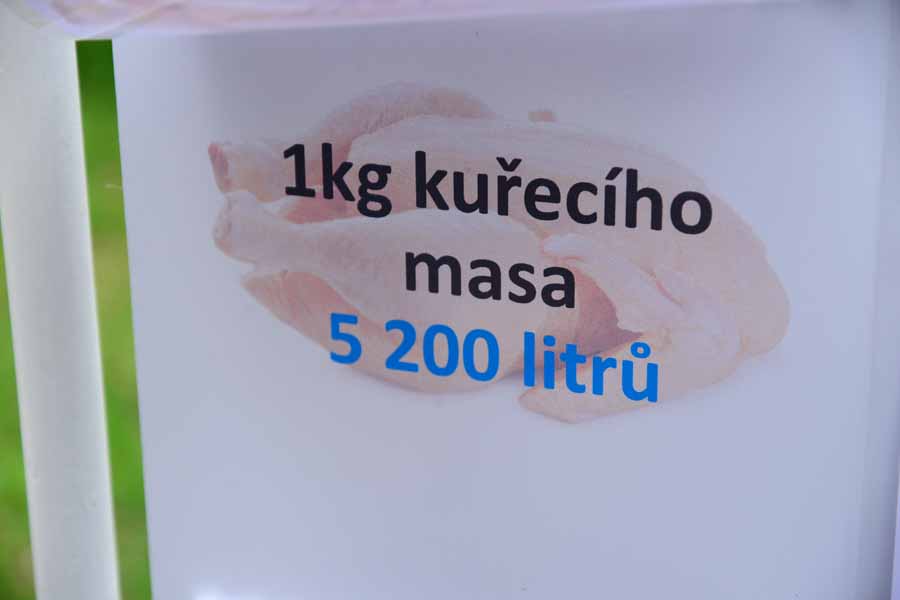 1kg kuřecího
masa
5 200 litrů